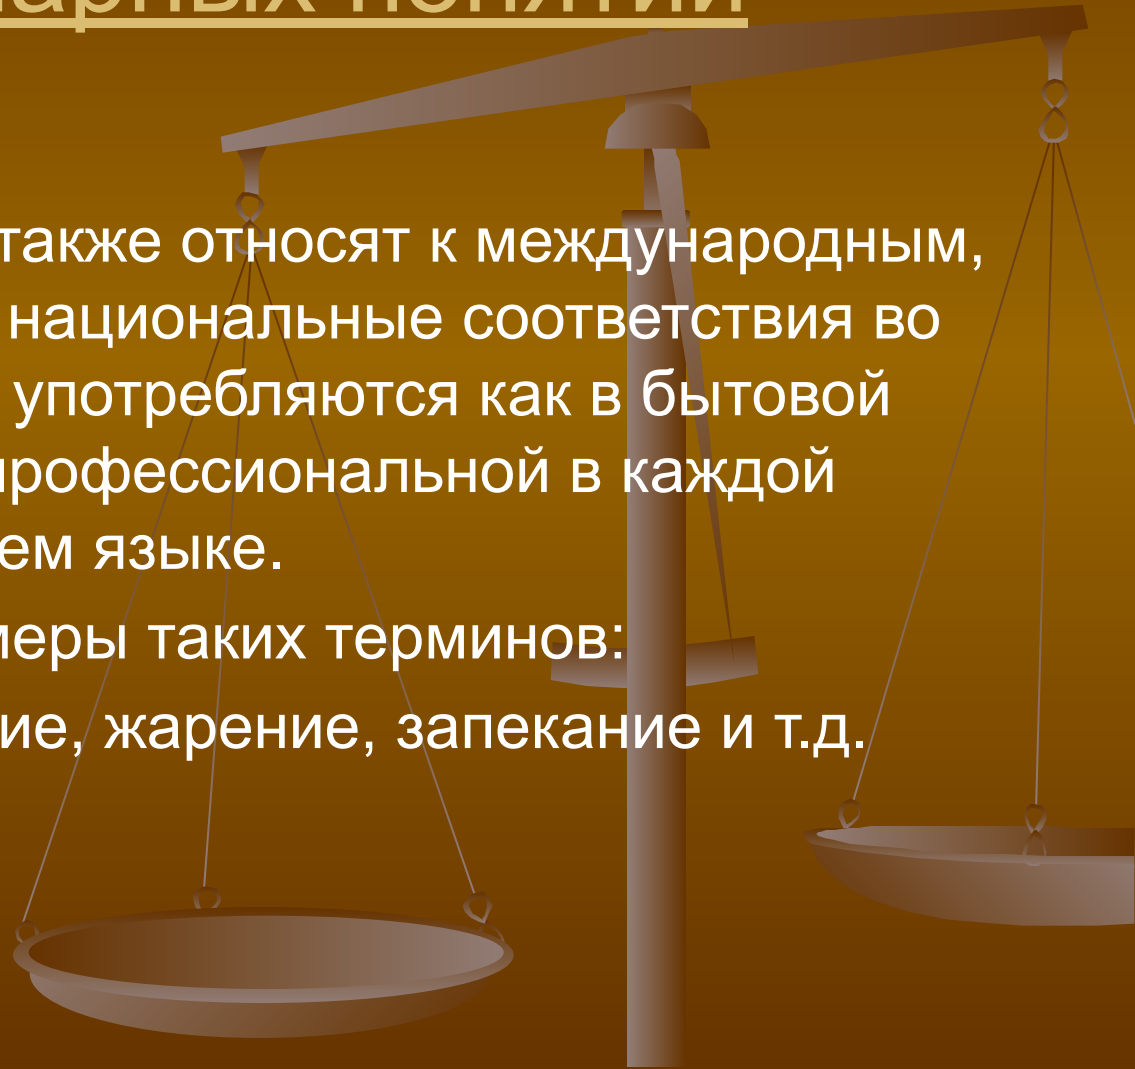 понятий
также относят к международным,
национальные соответствия во
употребляются как в бытовой
профессиональной в каждой
ем языке.
меры таких терминов:
ие, жарение, запекание и т.д.